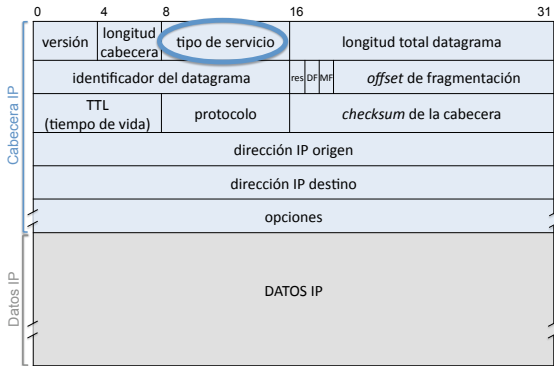 0 4 8 16 31
versión longitud cabecera tipo de servicio longitud total datagrama
identificador del datagrama res DF MF offset de fragmentación
TTL (tiempo de vida) protocolo checksum de la cabecera
dirección IP origen
dirección IP destino
opciones
Cabecera IP
DATOS IP
Datos IP